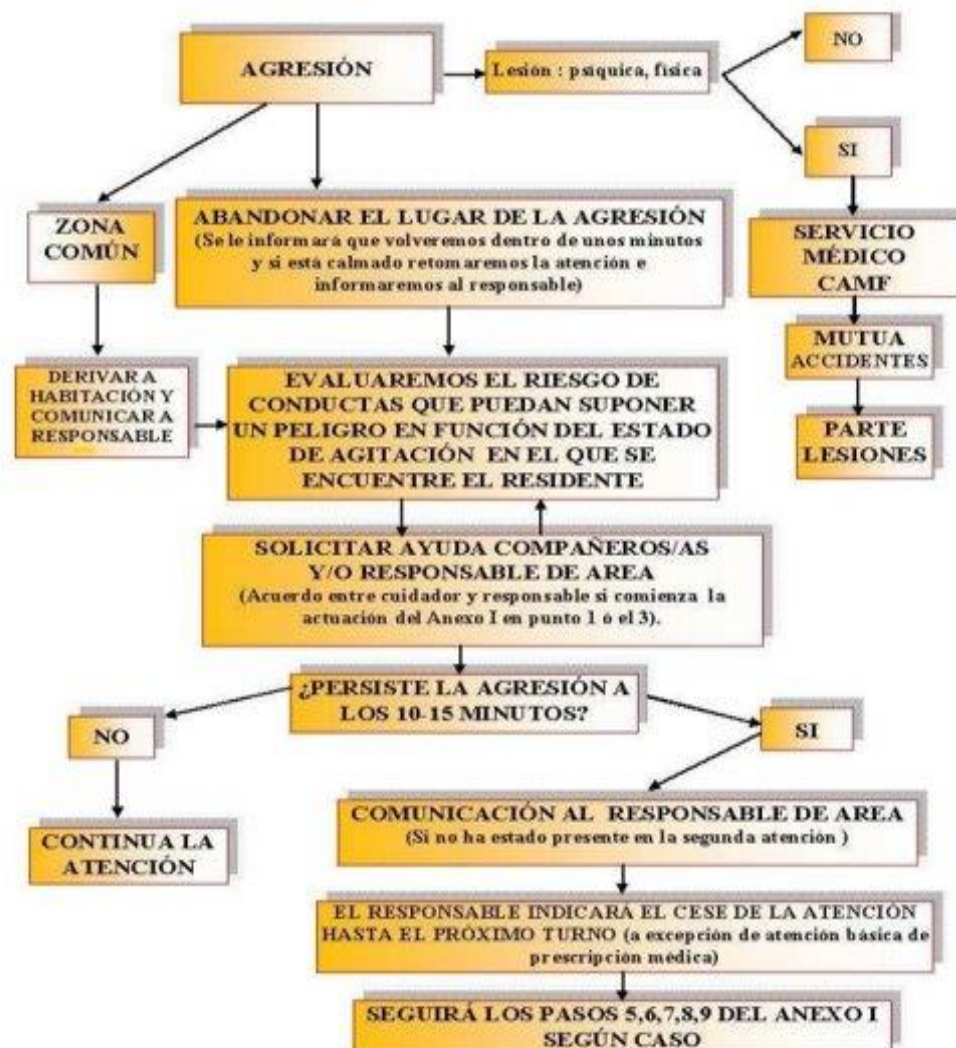 AGRESIÓN
Lesión : psíquica, física
NO
SI
ZONA
COMÚN
ABANDONAR EL LUGAR DE LA AGRESIÓN
(Se le informará que volveremos dentro de unos minutos
y si está calmado retomaremos la atención e
informaremos al responsable)
SERVICIO
MÉDICO
CAMF
MUTUA
ACCIDENTES
PARTE
LESIONES
DERIVAR A
HABITACIÓN Y
COMUNICAR A
RESPONSABLE
EVALUAREMOS EL RIESGO DE
CONDUCTAS QUE PUEDAN SUPONER
UN PELIGRO EN FUNCIÓN DEL ESTADO
DE AGITACIÓN EN EL QUE SE
ENCUENTRE EL RESIDENTE
SOLICITAR AYUDA COMPAÑEROS/AS
Y/O RESPONSABLE DE AREA
(Acuerdo entre cuidador y responsable si comienza la
actuación del Anexo I en punto 1 ó el 3).
¿PERSISTE LA AGRESIÓN A
LOS 10-15 MINUTOS?
NO
SI
CONTINUA LA
ATENCIÓN
COMUNICACIÓN AL RESPONSABLE DE AREA
(Si no ha estado presente en la segunda atención )
EL RESPONSABLE INDICARÁ EL CESE DE LA ATENCIÓN
HASTA EL PRÓXIMO TURNO (a excepción de atención básica de
prescripción médica)
SEGUIRÁ LOS PASOS 5,6,7,8,9 DEL ANEXO I
SEGÚN CASO